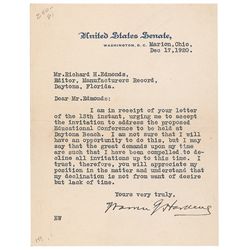 United States Senate,
WASHINGTON, D. C.
Marion, Ohio.
Dec 17, 1920.
Mr. Richard H. Edmonds,
Editor, Manufacturers Record,
Daytona, Florida.
Dear Mr. Edmonds:
I am in receipt of your letter
of the 13th instant, urging me to accept
the invitation to address the proposed
Educational Conference to be held at
Daytona Beach. I am not sure that I will
have an opportunity to do this, but I may
say that the great demands upon my time
are such that I have been compelled to de-
cline all invitations up to this time. I
trust, therefore, you will appreciate my
position in the matter and understand that
my declination is not from want of desire
but lack of time.
Yours very truly,
Warren G Harding
HW